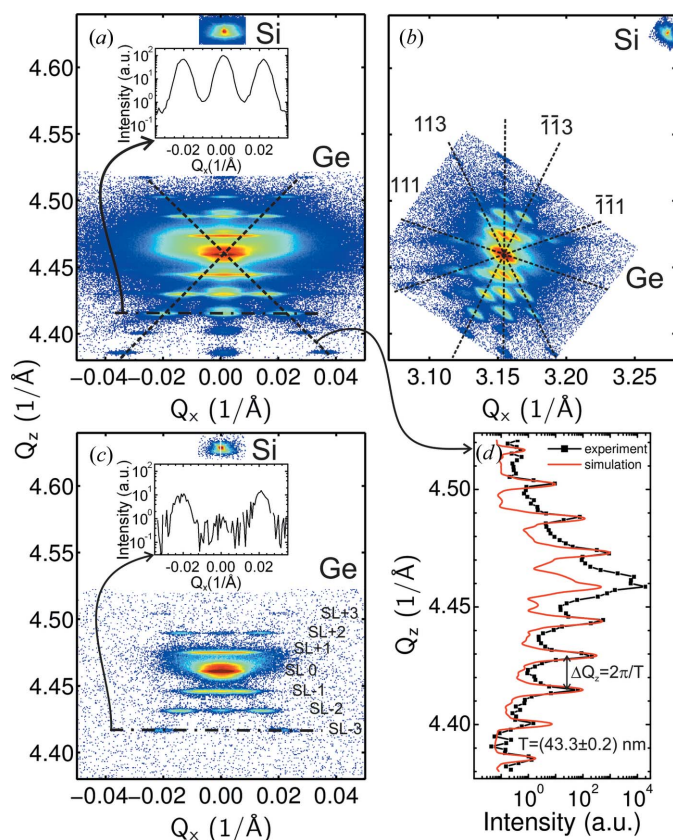 (a)
Si
Intensity (a.u.)
10²
10¹
10⁰
10⁻¹
-0.02 0.00 0.02
Qₓ(1/Å)
Ge
4.60
4.55
4.50
4.45
4.40
−0.04 −0.02 0.00 0.02 0.04
Qₓ (1/Å)
(b)
Si
113
1̅1̅3
111
1̅1̅1
Ge
3.10 3.15 3.20 3.25
Qₓ (1/Å)
Q_z (1/Å)
(c)
Si
Intensity (a.u.)
10²
10¹
10⁰
10⁻¹
-0.02 0.00 0.02
Qₓ(1/Å)
Ge
SL+3
SL+2
SL+1
SL 0
SL-1
SL-2
SL-3
4.60
4.55
4.50
4.45
4.40
−0.04 −0.02 0.00 0.02 0.04
Qₓ (1/Å)
(d)
experiment
simulation
4.50
4.45
4.40
Q_z (1/Å)
ΔQ_z=2π/T
T=(43.3±0.2) nm
10⁰ 10² 10⁴
Intensity (a.u.)